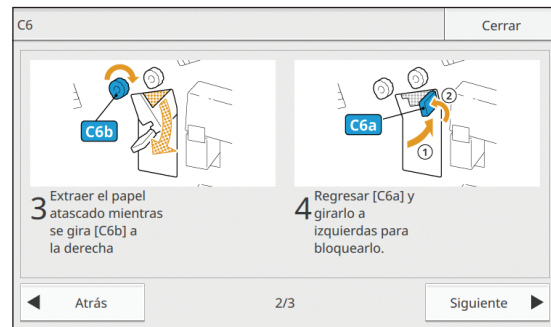 C6
Cerrar
C6b
C6a
2
1
3 Extraer el papel
atascado mientras
se gira [C6b] a
la derecha
4 Regresar [C6a] y
girarlo a
izquierdas para
bloquearlo.
Atrás
2/3
Siguiente